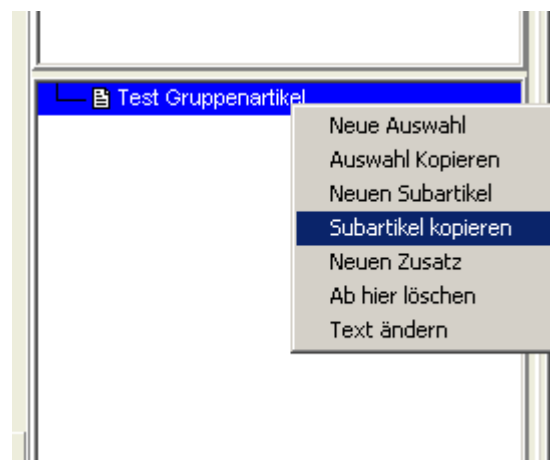 Test Gruppenartikel
Neue Auswahl
Auswahl Kopieren
Neuen Subartikel
Subartikel kopieren
Neuen Zusatz
Ab hier löschen
Text ändern